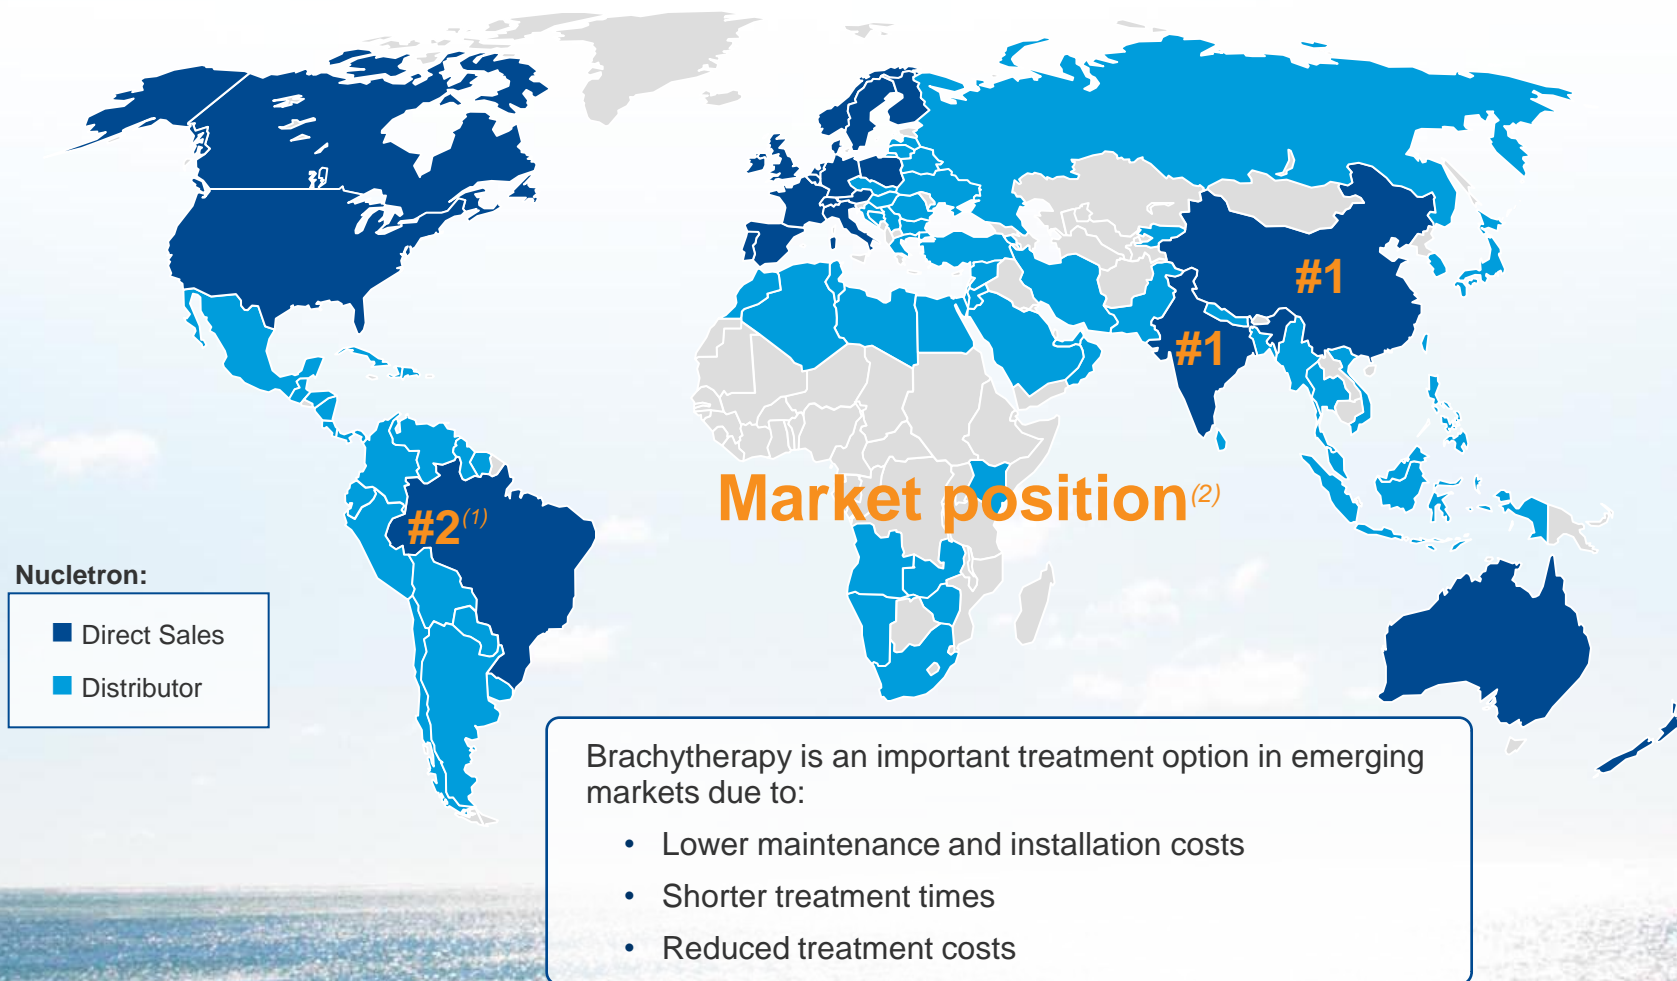 #1
#1
Market position(2)
#2(1)
Nucletron:
Direct Sales
Distributor
Brachytherapy is an important treatment option in emerging
markets due to:
• Lower maintenance and installation costs
• Shorter treatment times
• Reduced treatment costs